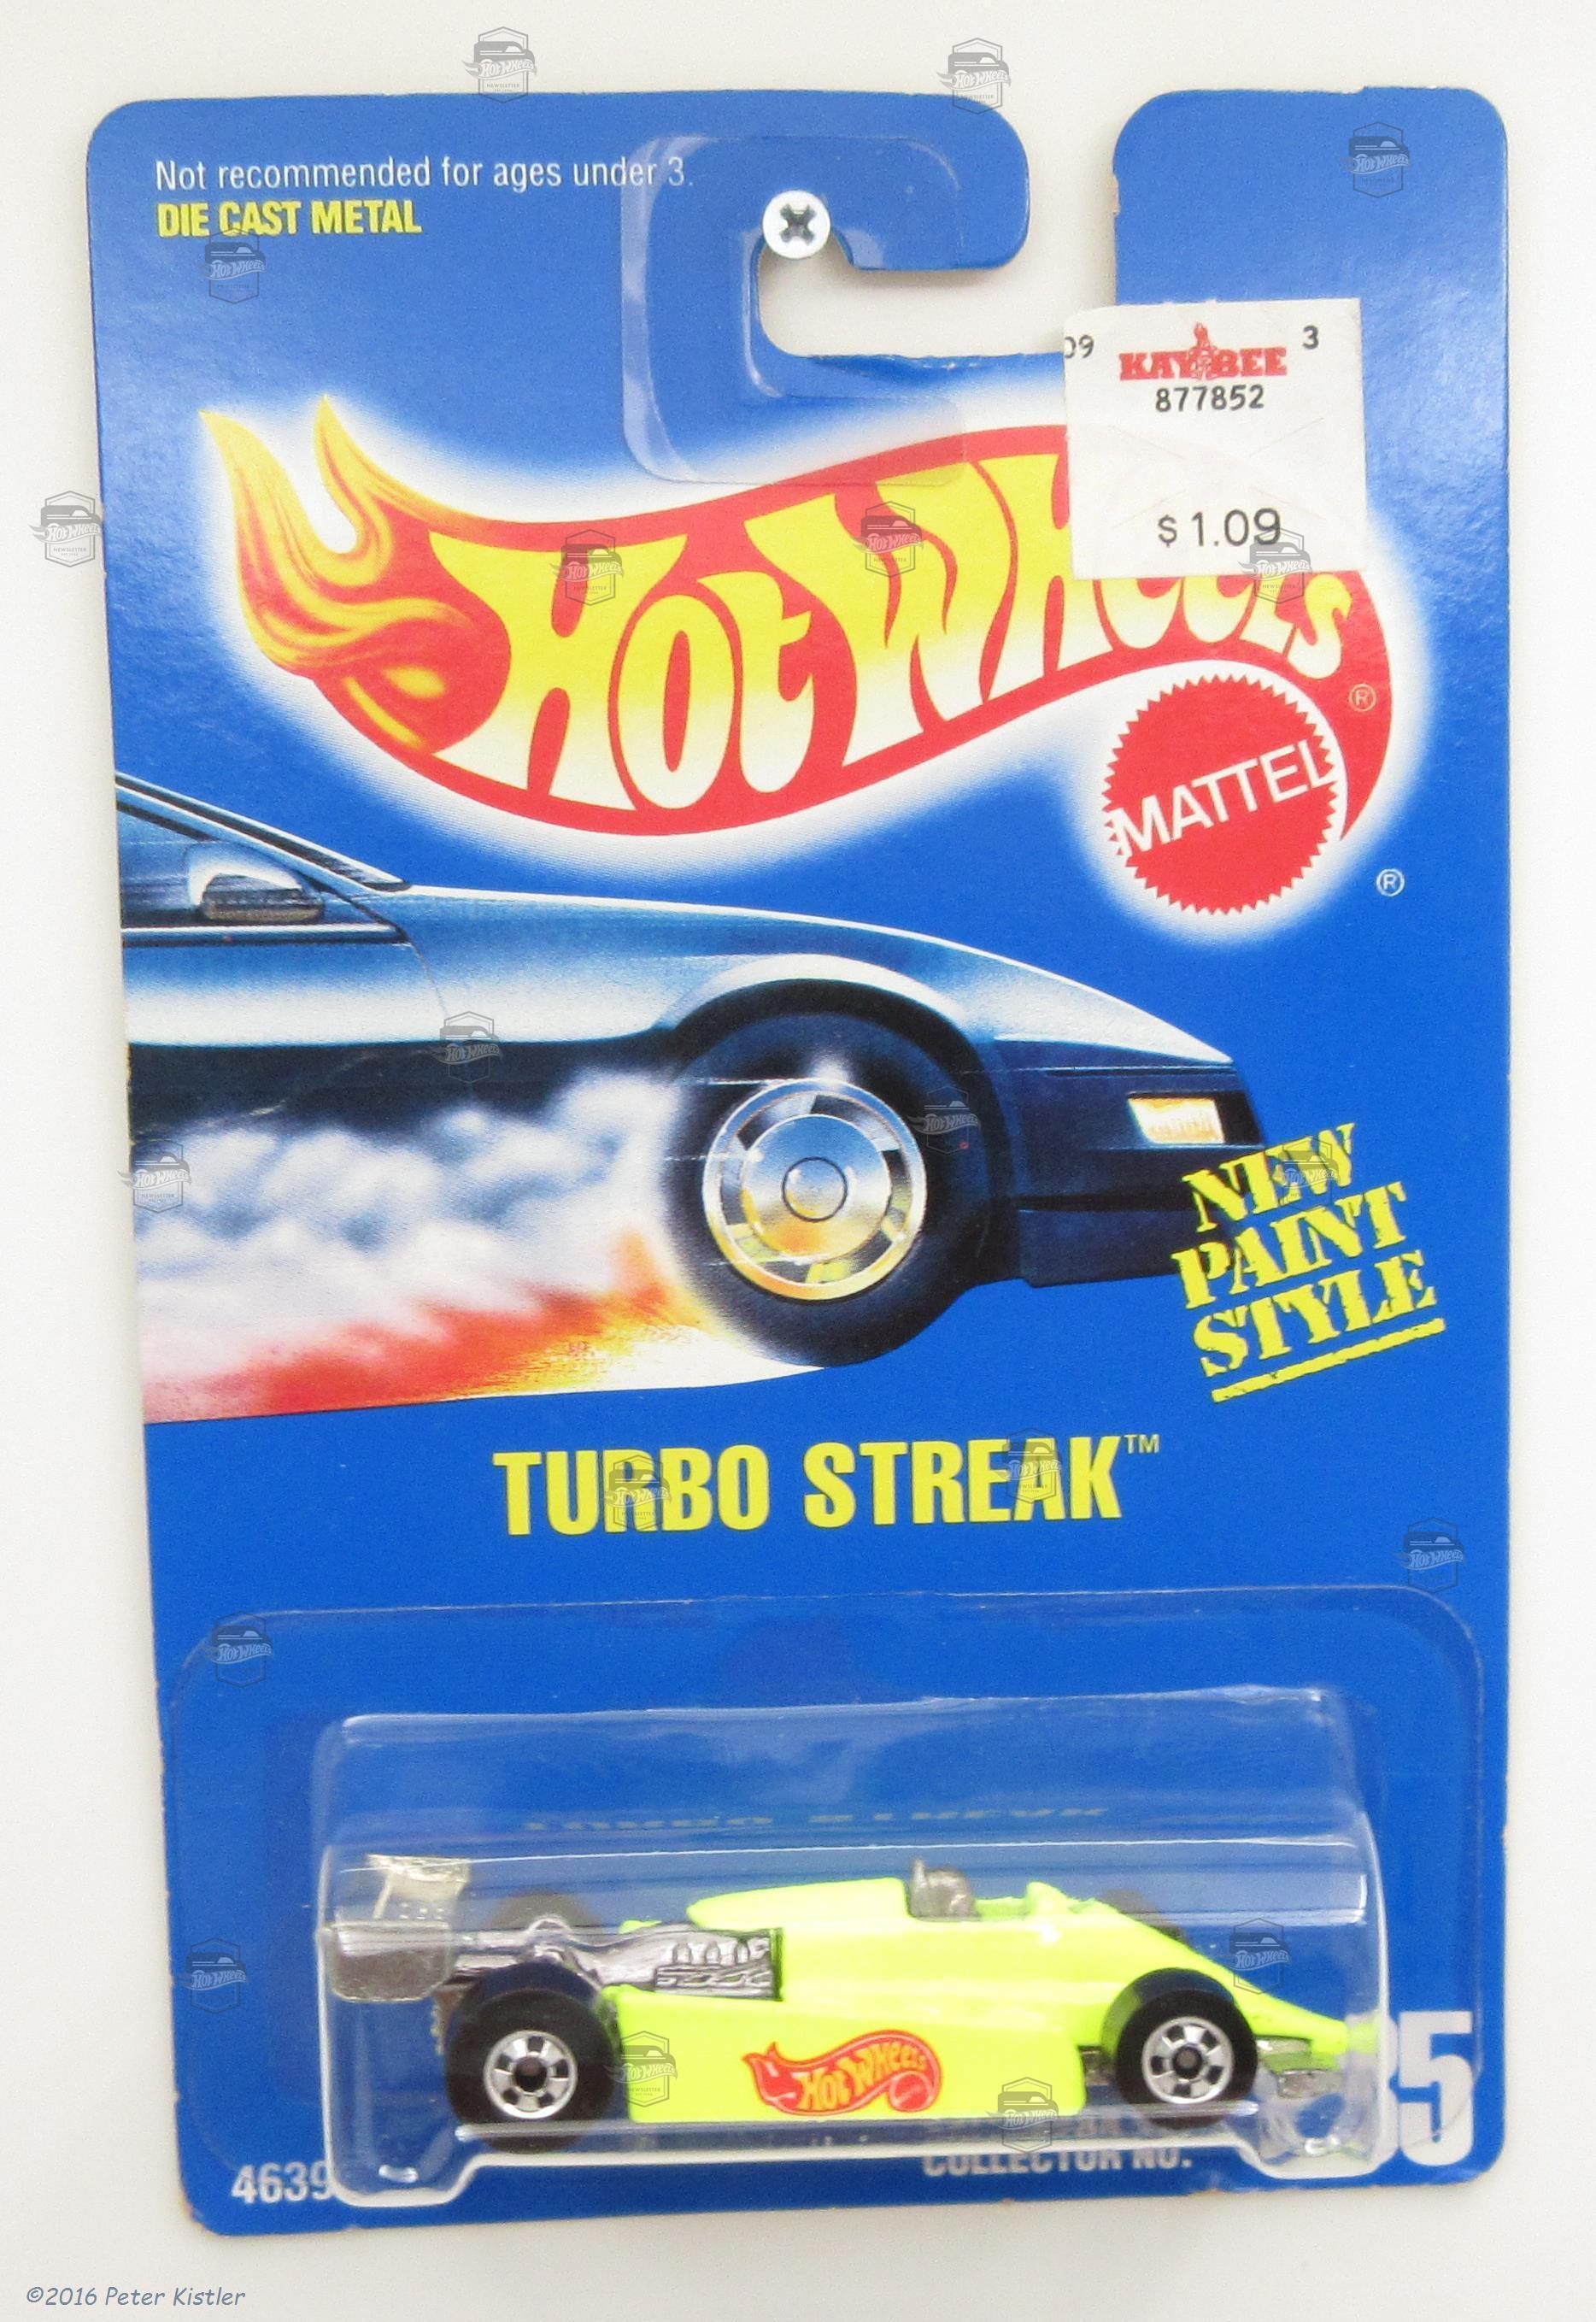 Not recommended for ages under 3.
DIE CAST METAL
09 3
KAY BEE
877852
$1.09
HOT WHEELS
®
MATTEL
®
NEW
PAINT
STYLE
TURBO STREAK™
HOT WHEELS
COLLECTOR NO.
4639
©2016 Peter Kistler